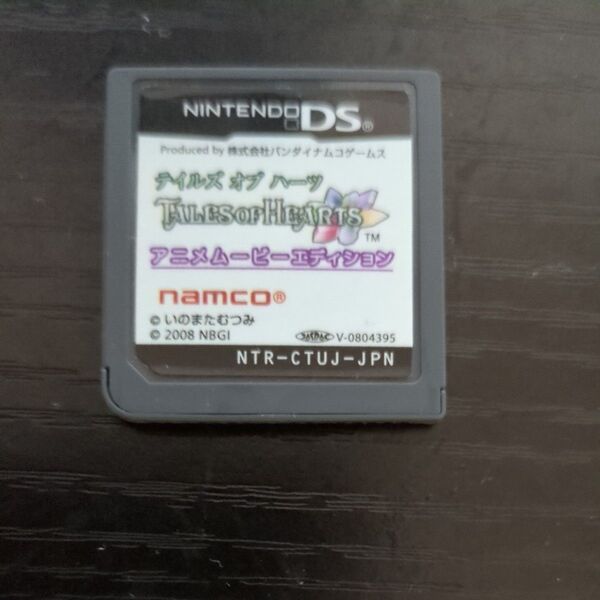 NINTENDO DS®
Produced by 株式会社バンダイナムコゲームス
テイルズ オブ ハーツ
TALES OF HEARTS
TM
アニメムービーエディション
namco®
© いのまたむつみ
© 2008 NBGI
JASRAC V-0804395
NTR-CTUJ-JPN